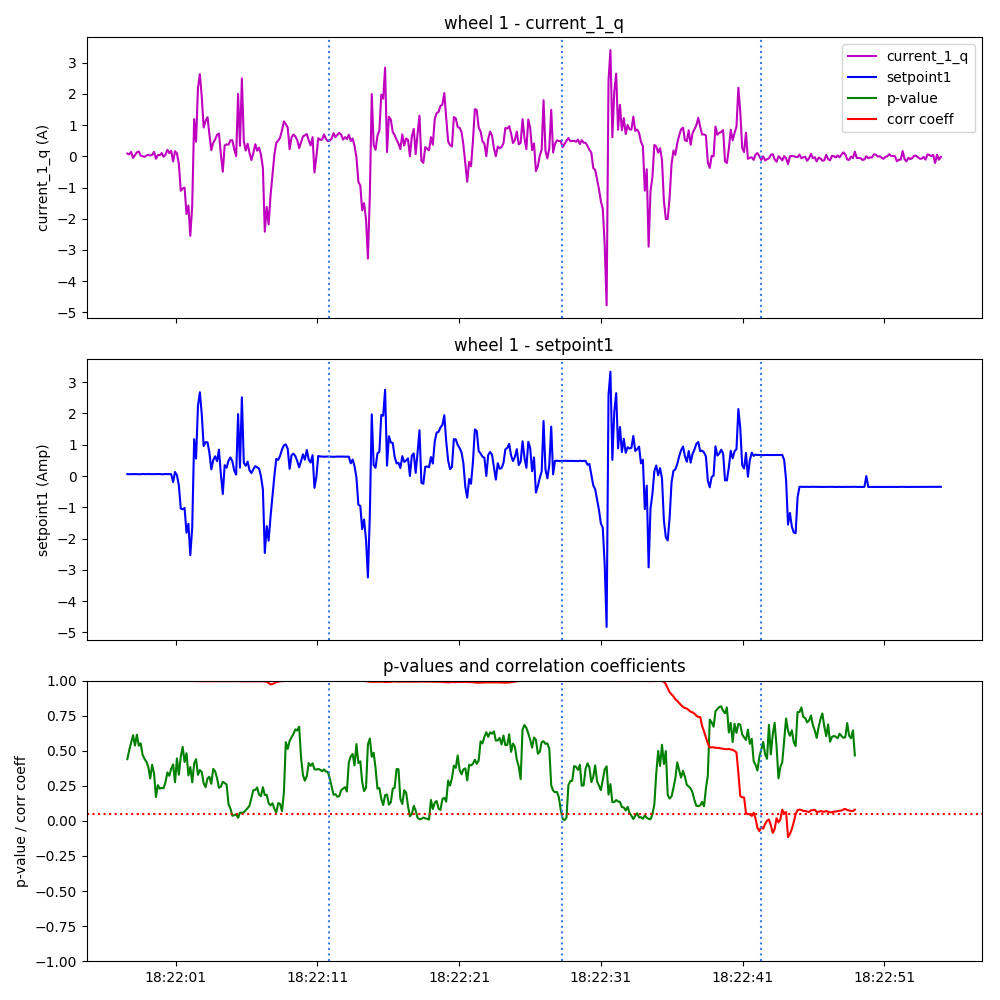 wheel 1 - current_1_q
current_1_q (A)
3
2
1
0
−1
−2
−3
−4
−5
current_1_q
setpoint1
p-value
corr coeff
wheel 1 - setpoint1
setpoint1 (Amp)
3
2
1
0
−1
−2
−3
−4
−5
p-values and correlation coefficients
p-value / corr coeff
1.00
0.75
0.50
0.25
0.00
−0.25
−0.50
−0.75
−1.00
18:22:01 18:22:11 18:22:21 18:22:31 18:22:41 18:22:51